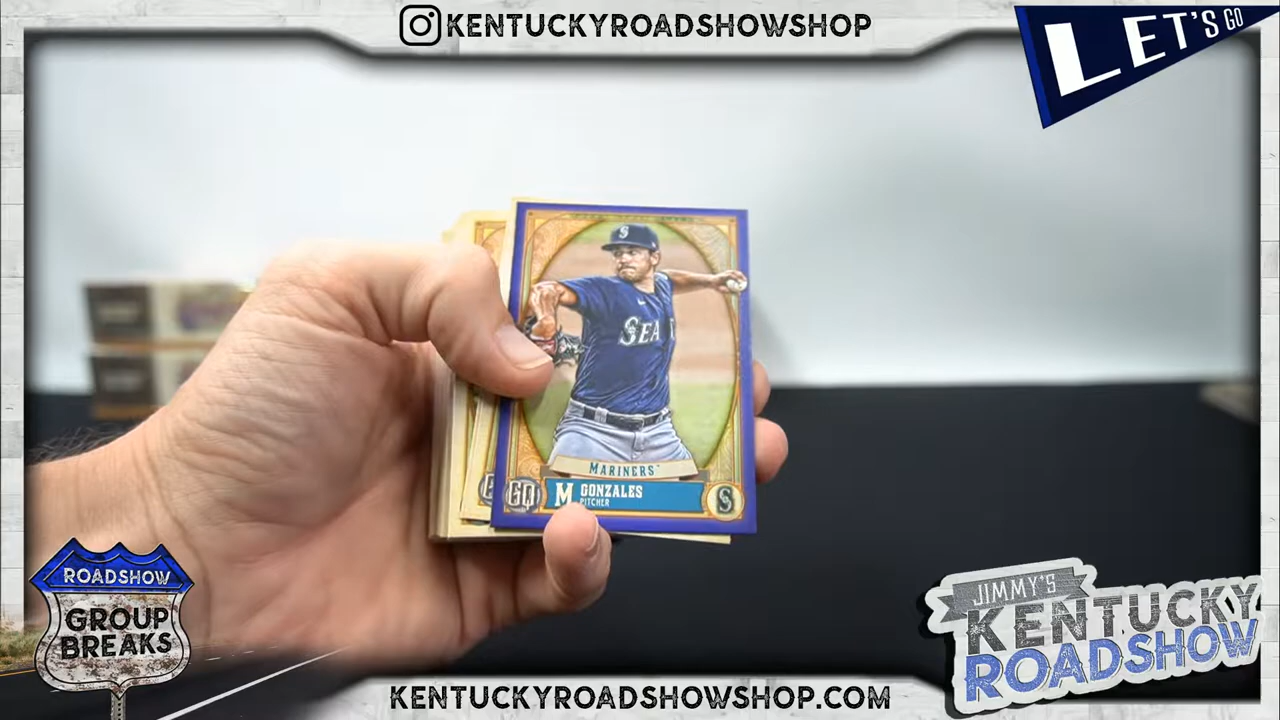 KENTUCKYROADSHOWSHOP
LET'S GO
SEA
MARINERS
GQ
M GONZALES
PITCHER
S
ROADSHOW
GROUP
BREAKS
JIMMY'S
KENTUCKY
ROADSHOW
KENTUCKYROADSHOWSHOP.COM